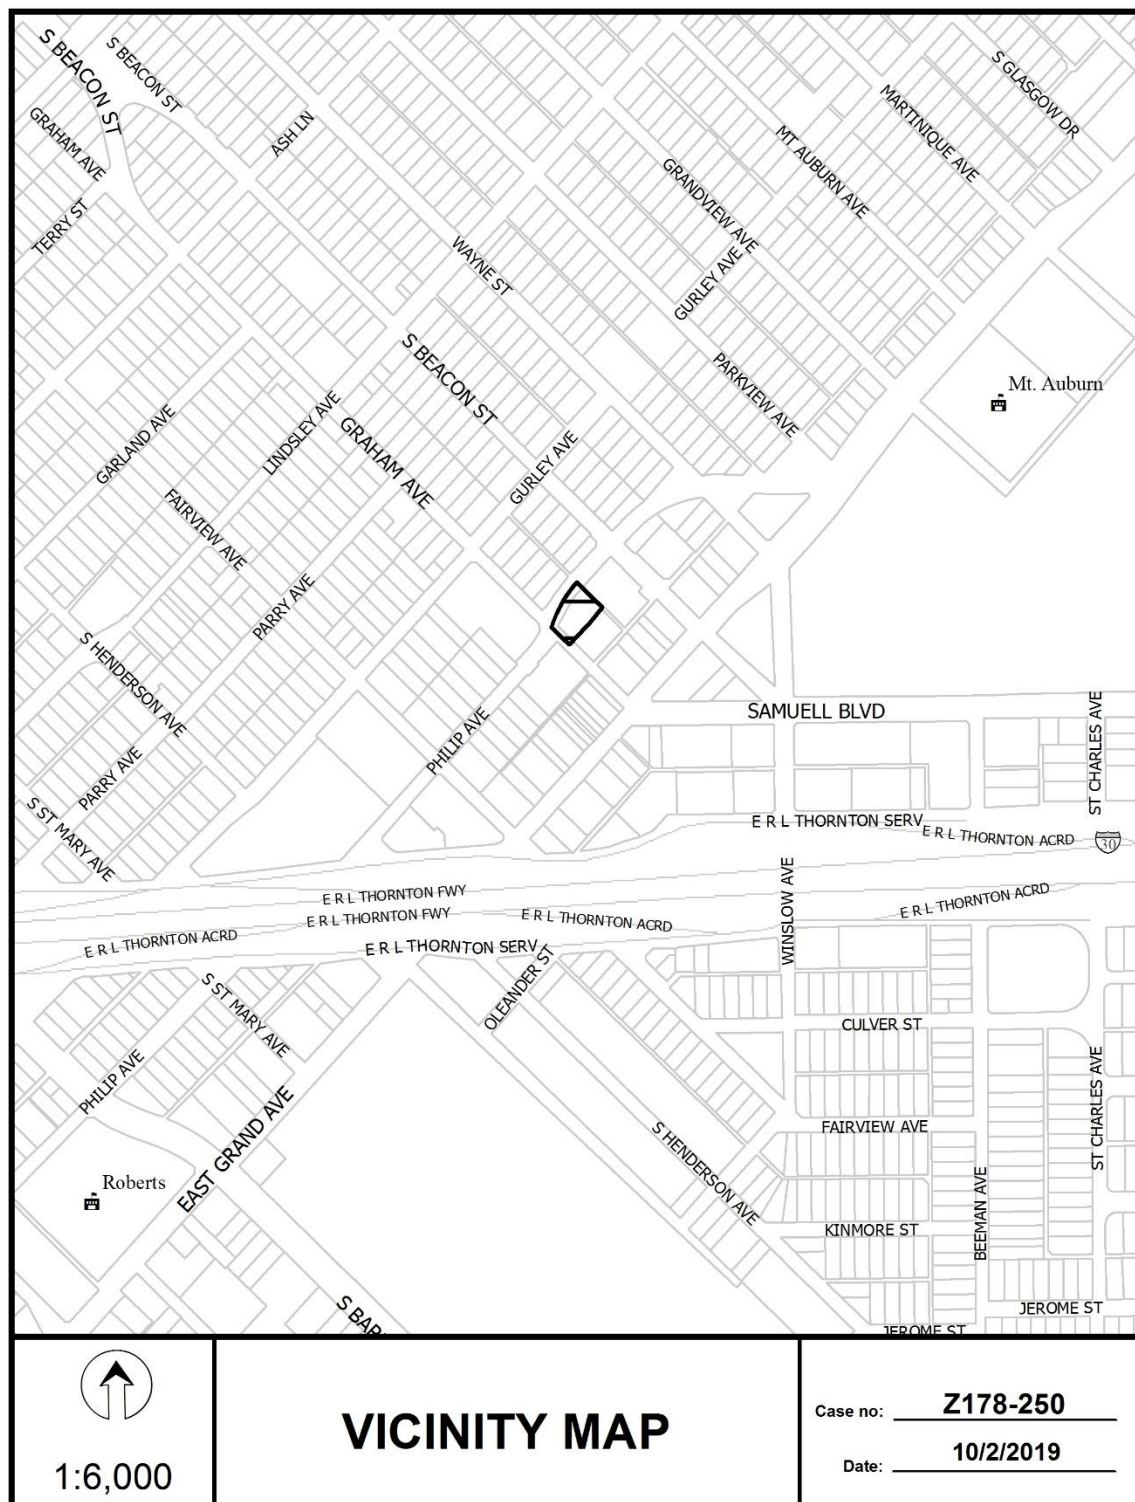 S BEACON ST
S BEACON ST
S GLASGOW DR
GRAHAM AVE
ASH LN
MARTINIQUE AVE
MT AUBURN AVE
GRANDVIEW AVE
TERRY ST
WAYNE ST
GURLEY AVE
S BEACON ST
PARKVIEW AVE
Mt. Auburn
GARLAND AVE
LINDSLEY AVE
GRAHAM AVE
GURLEY AVE
FAIRVIEW AVE
PARRY AVE
S HENDERSON AVE
PHILIP AVE
SAMUELL BLVD
ST CHARLES AVE
PARRY AVE
S ST MARY AVE
E R L THORNTON SERV
E R L THORNTON ACRD
30
E R L THORNTON FWY
WINSLOW AVE
E R L THORNTON ACRD
E R L THORNTON FWY
E R L THORNTON ACRD
E R L THORNTON ACRD
E R L THORNTON SERV
S ST MARY AVE
OLEANDER ST
CULVER ST
PHILIP AVE
EAST GRAND AVE
S HENDERSON AVE
FAIRVIEW AVE
ST CHARLES AVE
Roberts
BEEMAN AVE
KINMORE ST
S BAR
JEROME ST
JEROME ST
1:6,000
VICINITY MAP
Case no: Z178-250
Date: 10/2/2019